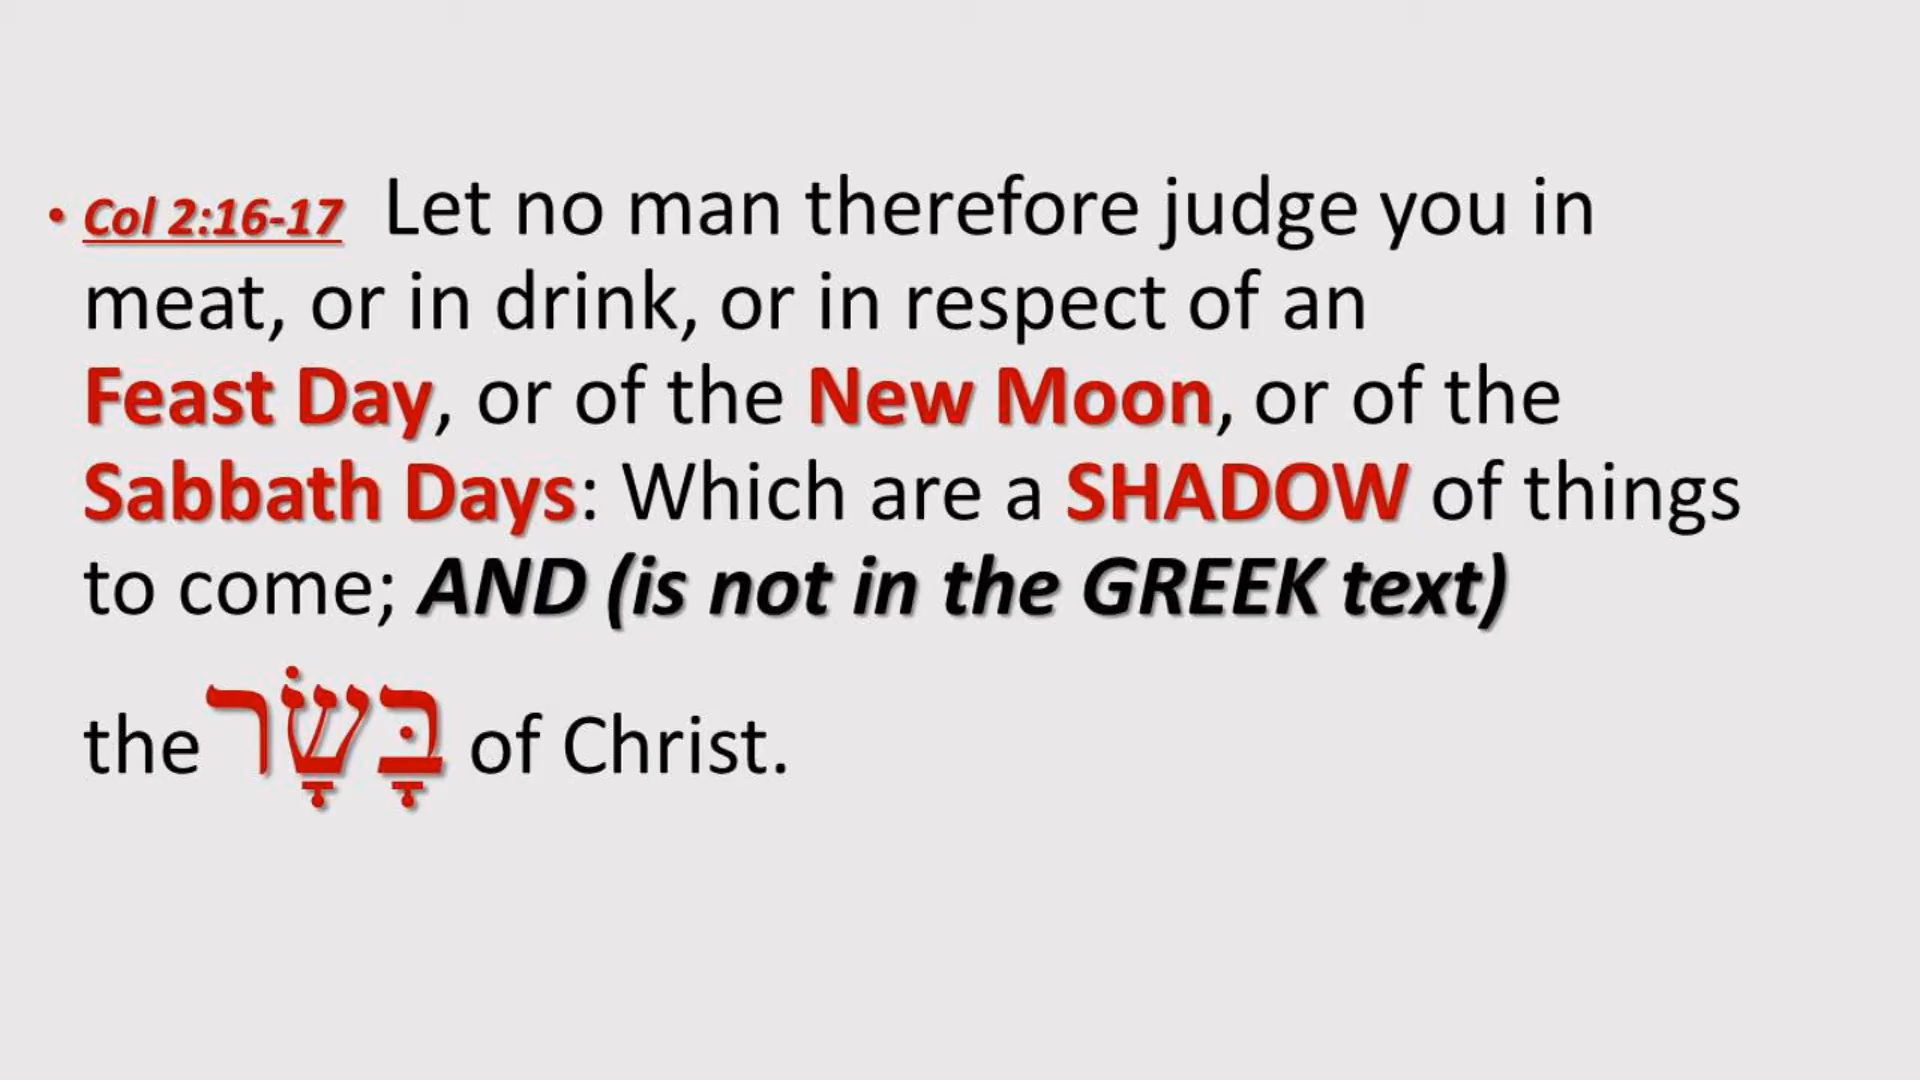 • Col 2:16-17 Let no man therefore judge you in
meat, or in drink, or in respect of an
Feast Day, or of the New Moon, or of the
Sabbath Days: Which are a SHADOW of things
to come; AND (is not in the GREEK text)
the בָּשָׂר of Christ.